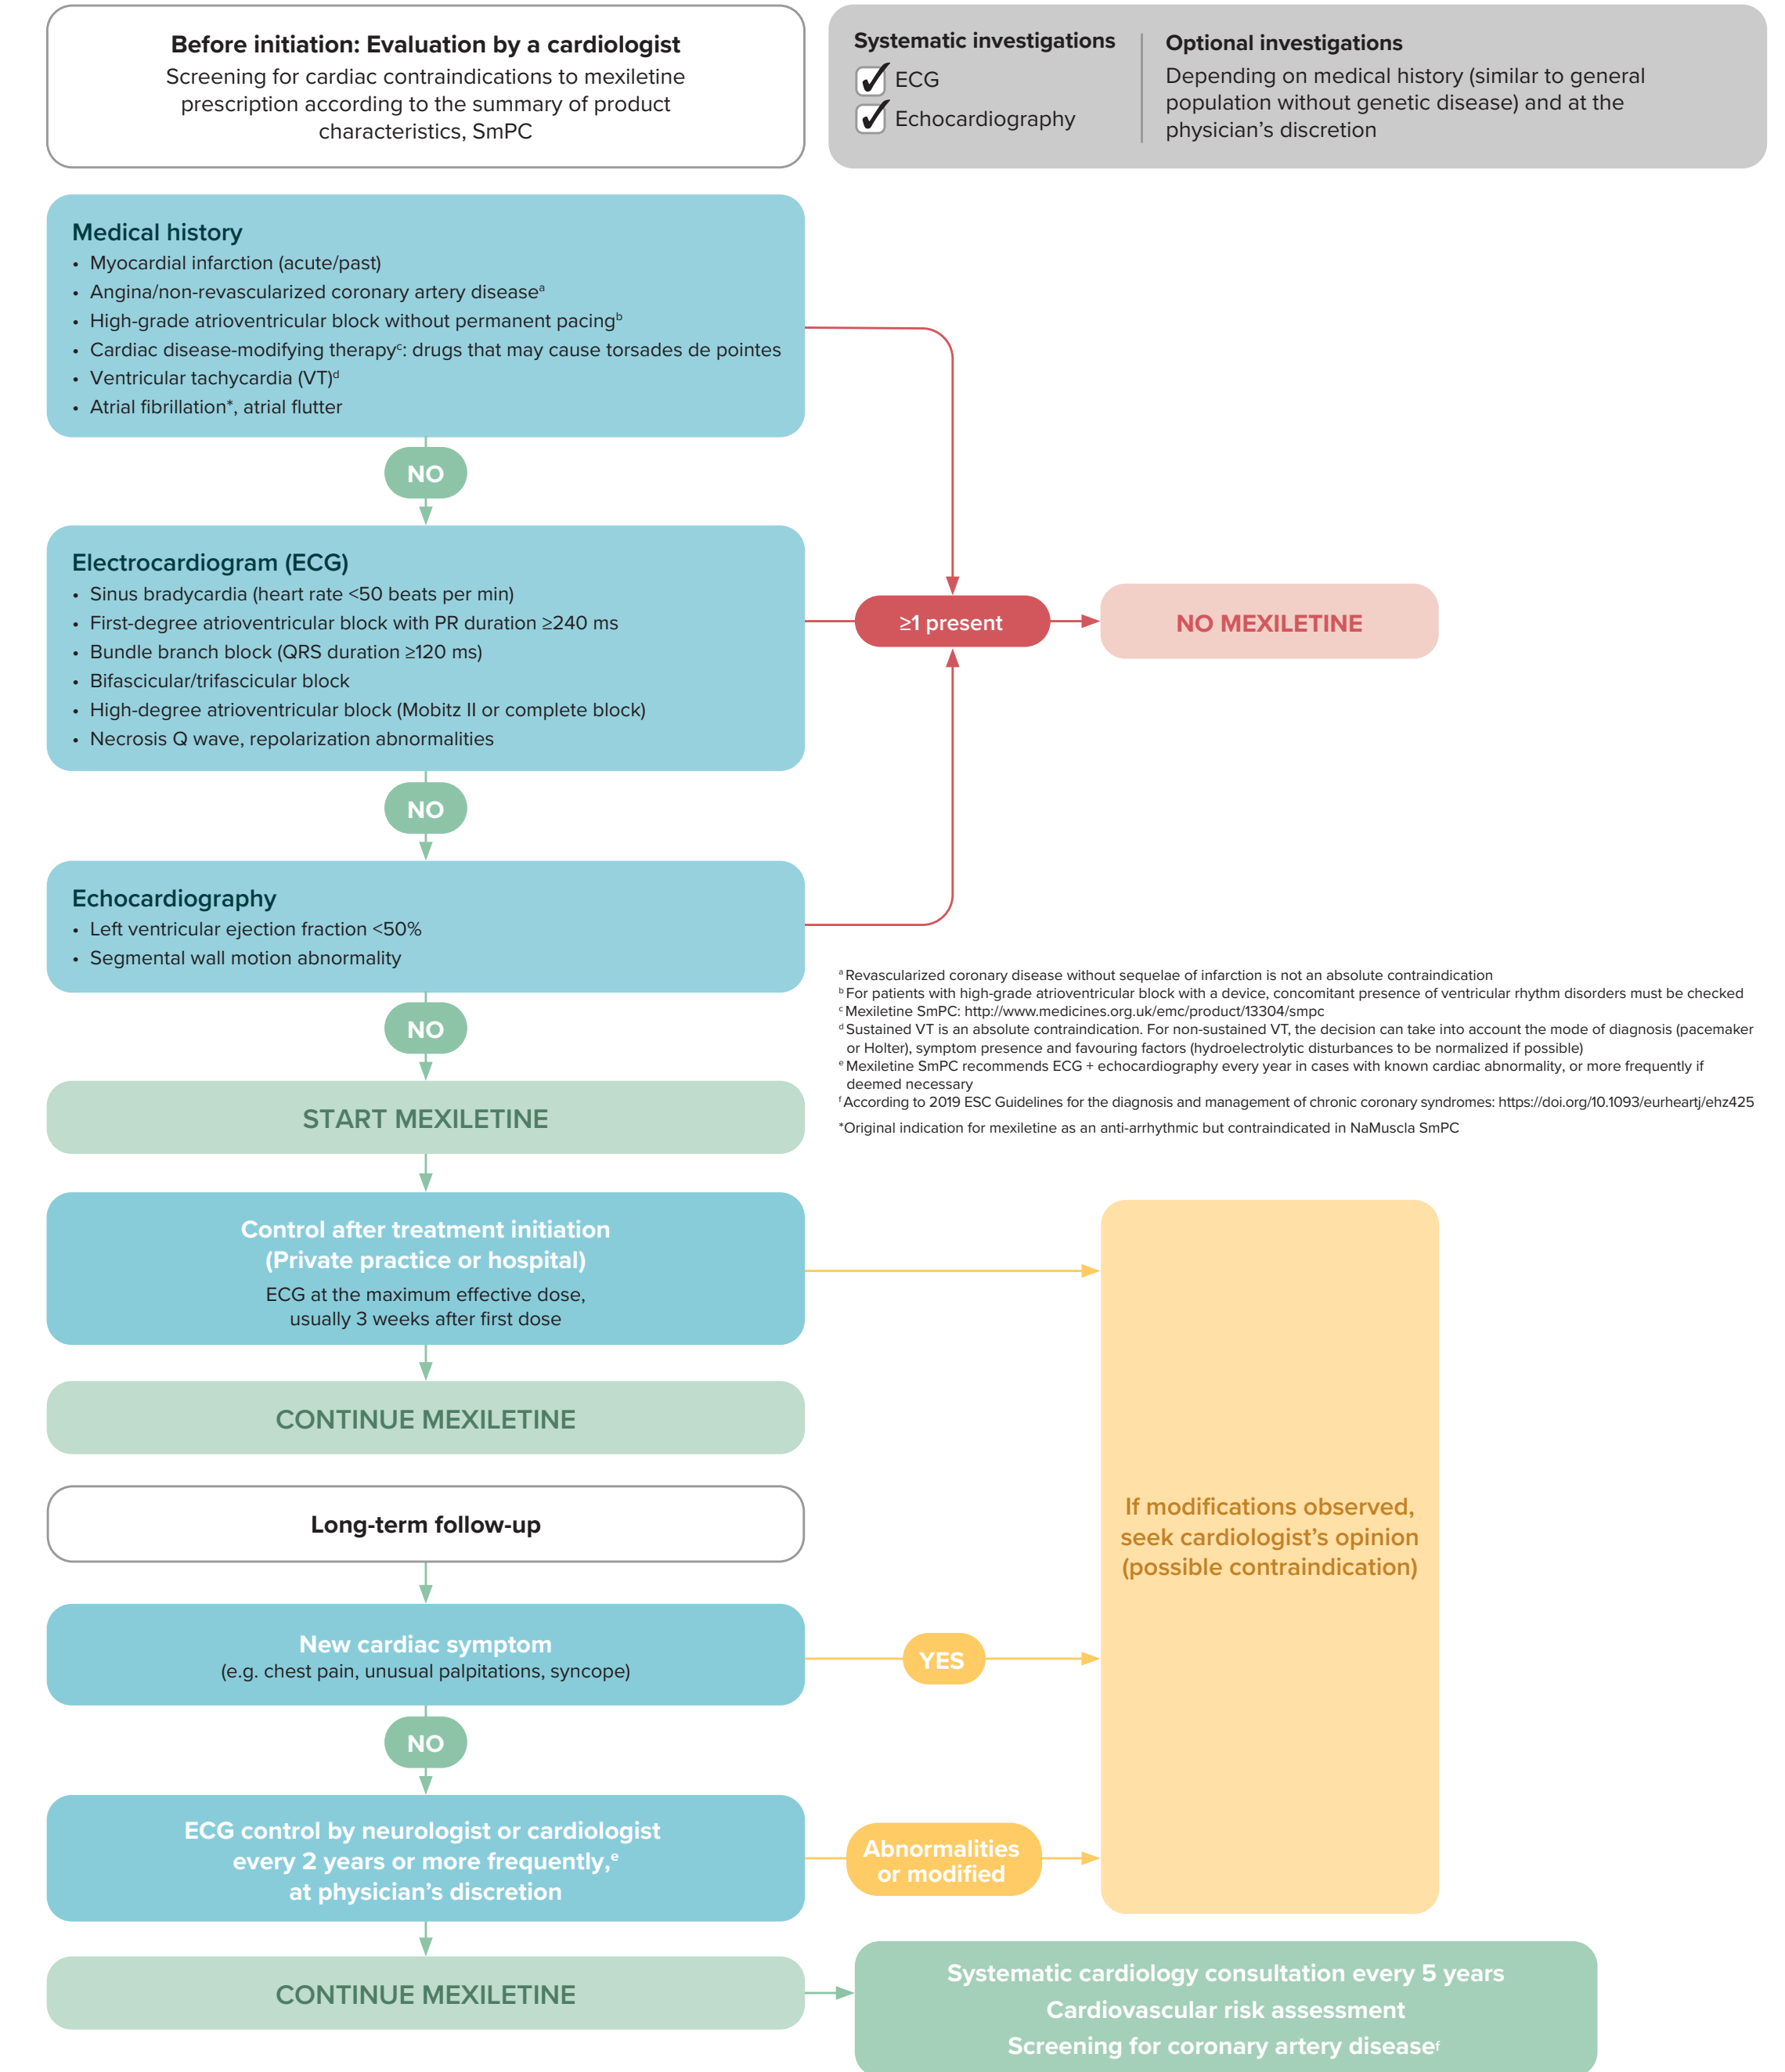 Before initiation: Evaluation by a cardiologist
Screening for cardiac contraindications to mexiletine
prescription according to the summary of product
characteristics, SmPC
Systematic investigations
ECG
Echocardiography
Optional investigations
Depending on medical history (similar to general
population without genetic disease) and at the
physician’s discretion
Medical history
• Myocardial infarction (acute/past)
• Angina/non-revascularized coronary artery diseaseᵃ
• High-grade atrioventricular block without permanent pacingᵇ
• Cardiac disease-modifying therapyᶜ: drugs that may cause torsades de pointes
• Ventricular tachycardia (VT)ᵈ
• Atrial fibrillation*, atrial flutter
NO
Electrocardiogram (ECG)
• Sinus bradycardia (heart rate <50 beats per min)
• First-degree atrioventricular block with PR duration ≥240 ms
• Bundle branch block (QRS duration ≥120 ms)
• Bifascicular/trifascicular block
• High-degree atrioventricular block (Mobitz II or complete block)
• Necrosis Q wave, repolarization abnormalities
≥1 present
NO MEXILETINE
NO
Echocardiography
• Left ventricular ejection fraction <50%
• Segmental wall motion abnormality
NO
ᵃ Revascularized coronary disease without sequelae of infarction is not an absolute contraindication
ᵇ For patients with high-grade atrioventricular block with a device, concomitant presence of ventricular rhythm disorders must be checked
ᶜ Mexiletine SmPC: http://www.medicines.org.uk/emc/product/13304/smpc
ᵈ Sustained VT is an absolute contraindication. For non-sustained VT, the decision can take into account the mode of diagnosis (pacemaker
or Holter), symptom presence and favouring factors (hydroelectrolytic disturbances to be normalized if possible)
ᵉ Mexiletine SmPC recommends ECG + echocardiography every year in cases with known cardiac abnormality, or more frequently if
deemed necessary
ᶠ According to 2019 ESC Guidelines for the diagnosis and management of chronic coronary syndromes: https://doi.org/10.1093/eurheartj/ehz425
*Original indication for mexiletine as an anti-arrhythmic but contraindicated in NaMuscla SmPC
START MEXILETINE
Control after treatment initiation
(Private practice or hospital)
ECG at the maximum effective dose,
usually 3 weeks after first dose
CONTINUE MEXILETINE
If modifications observed,
seek cardiologist’s opinion
(possible contraindication)
Long-term follow-up
New cardiac symptom
(e.g. chest pain, unusual palpitations, syncope)
YES
NO
ECG control by neurologist or cardiologist
every 2 years or more frequently,ᵉ
at physician’s discretion
Abnormalities
or modified
CONTINUE MEXILETINE
Systematic cardiology consultation every 5 years
Cardiovascular risk assessment
Screening for coronary artery diseaseᶠ